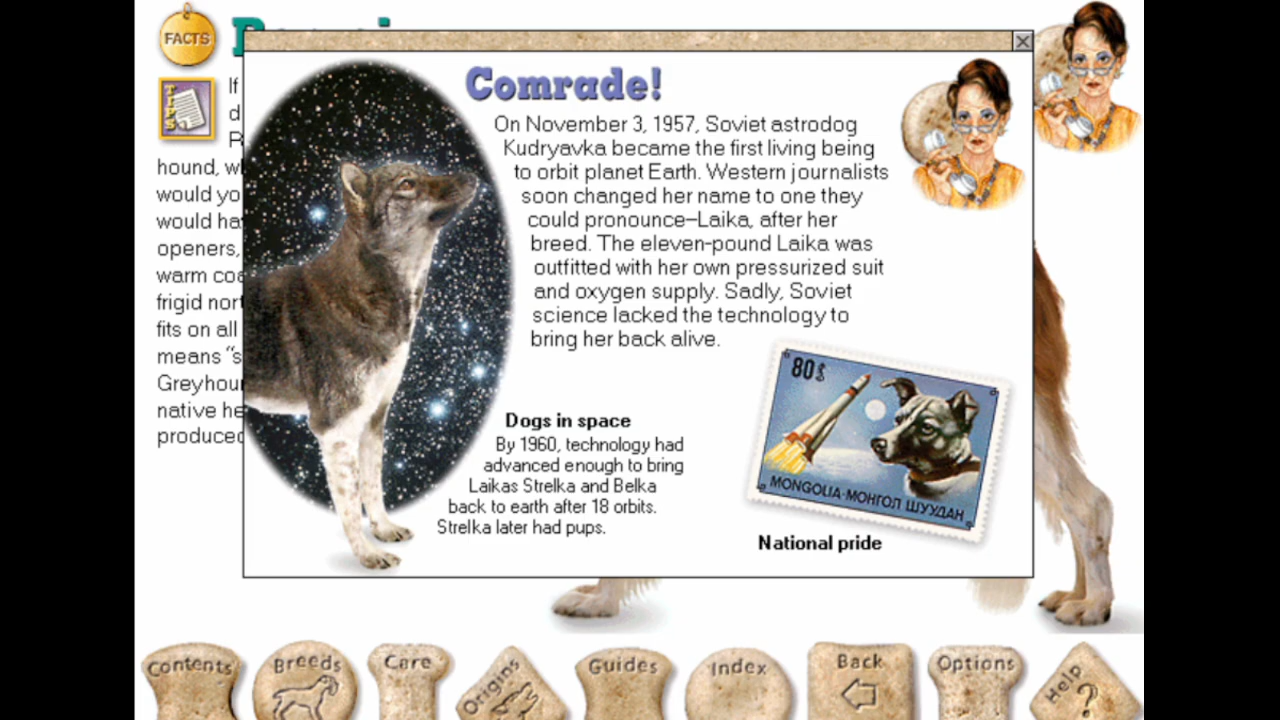 FACTS
TIPS
If
d
hound, wh
would yo
would ha
openers,
warm coa
frigid nort
fits on all
means “s
Greyhour
native he
produced
Comrade!
On November 3, 1957, Soviet astrodog
Kudryavka became the first living being
to orbit planet Earth. Western journalists
soon changed her name to one they
could pronounce–Laika, after her
breed. The eleven-pound Laika was
outfitted with her own pressurized suit
and oxygen supply. Sadly, Soviet
science lacked the technology to
bring her back alive.
Dogs in space
By 1960, technology had
advanced enough to bring
Laikas Strelka and Belka
back to earth after 18 orbits.
Strelka later had pups.
80$
MONGOLIA·МОНГОЛ ШУУДАН
National pride
Contents
Breeds
Care
Origins
Guides
Index
Back
Options
Help
?